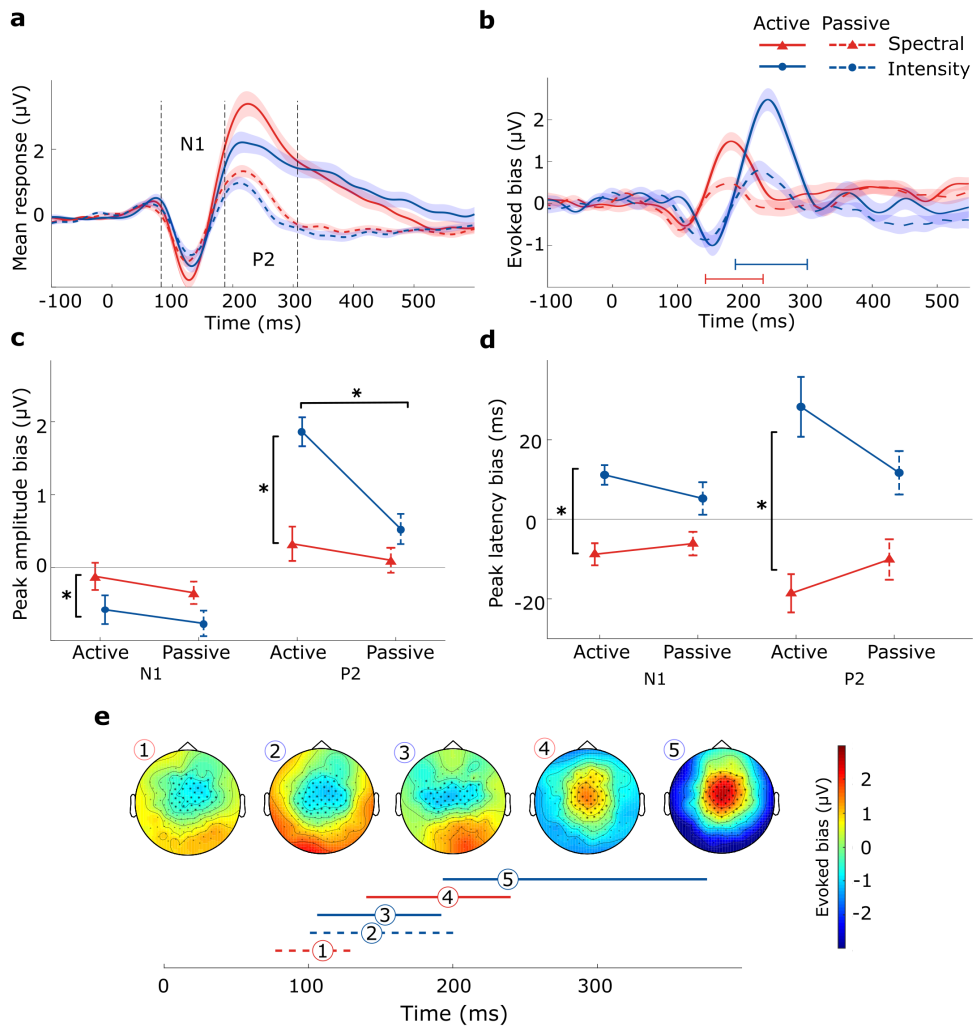 a
Mean response (μV)
2
0
N1
P2
-100 0 100 200 300 400 500
Time (ms)
b
Active Passive
Spectral
Intensity
Evoked bias (μV)
3
2
1
0
-1
-100 0 100 200 300 400 500
Time (ms)
c
Peak amplitude bias (μV)
2
1
0
*
*
*
Active Passive Active Passive
N1 P2
d
Peak latency bias (ms)
20
0
-20
*
*
Active Passive Active Passive
N1 P2
e
1 2 3 4 5
5
4
3
2
1
0 100 200 300
Time (ms)
Evoked bias (μV)
2
1
0
-1
-2